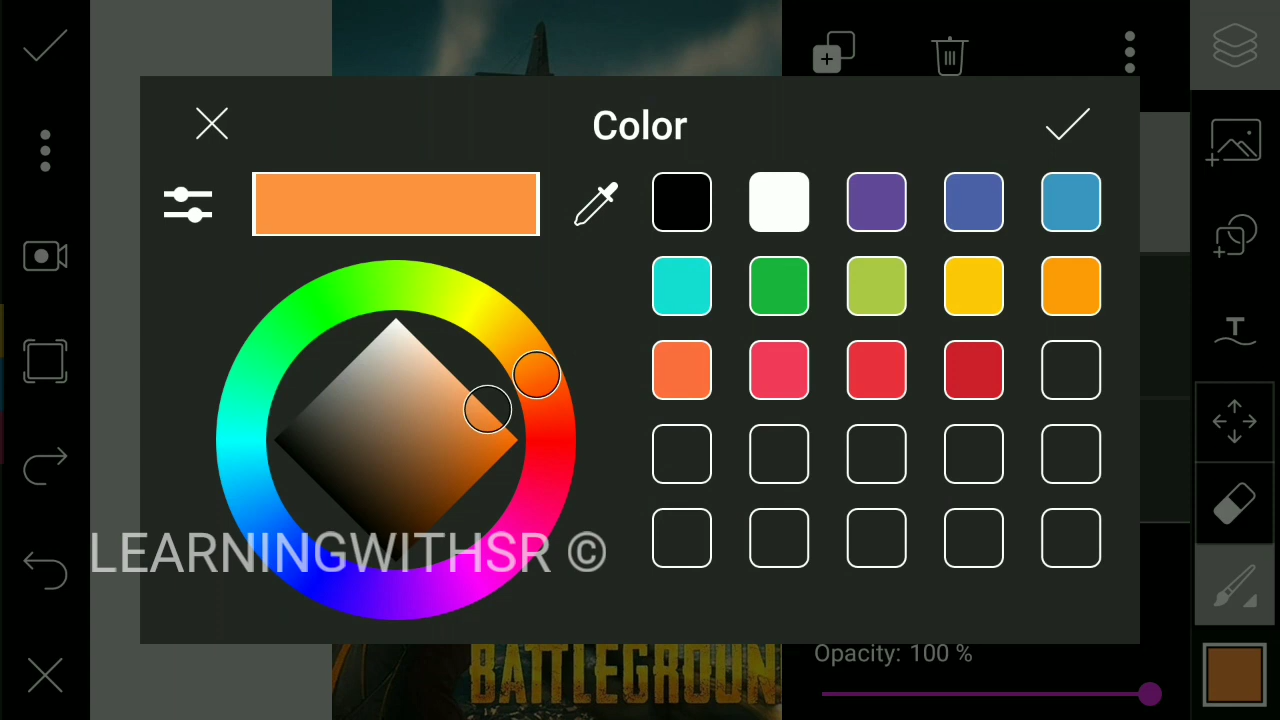 Color
T
LEARNINGWITHSR ©
BATTLEGROUN
Opacity: 100 %